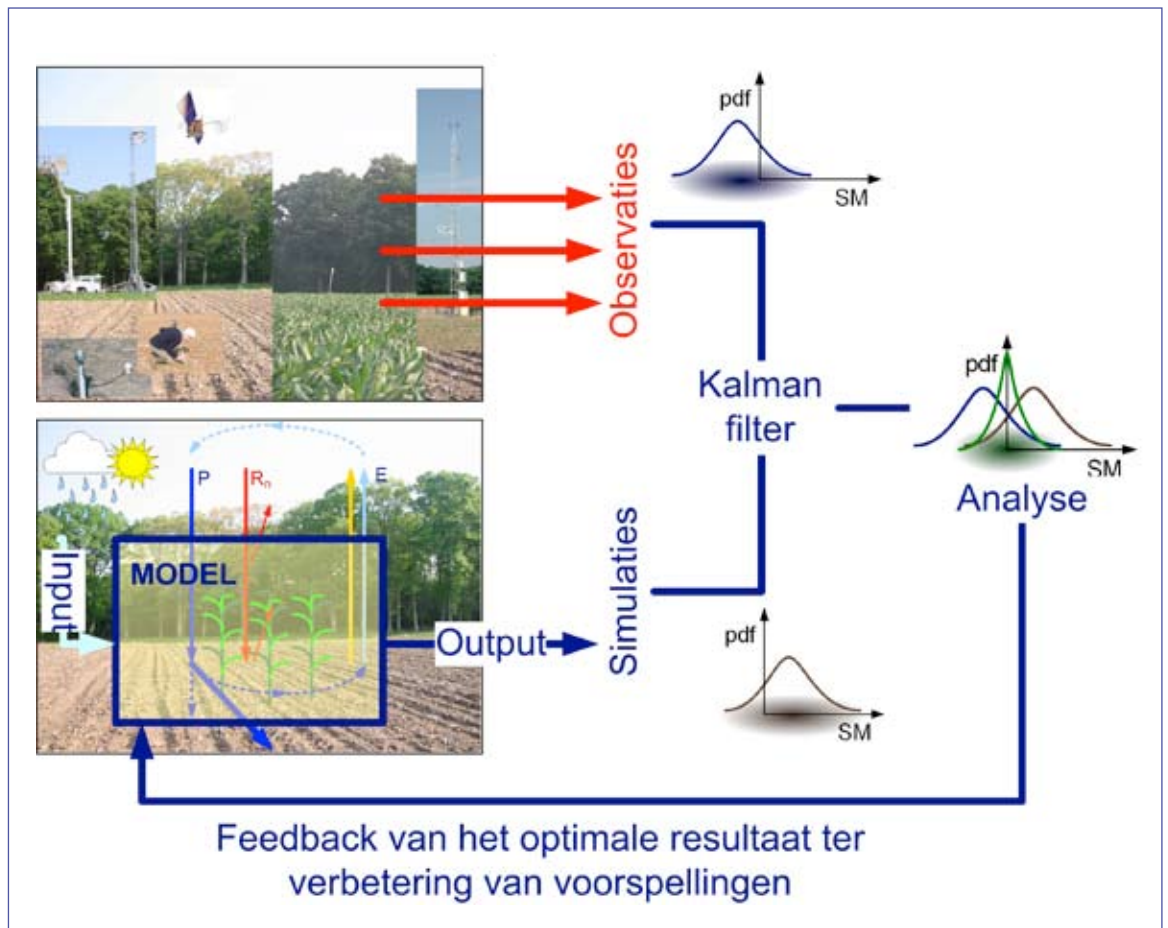 pdf
SM
Observaties
Kalman
filter
pdf
SM
Analyse
P
Rn
E
Input
MODEL
Output
Simulaties
pdf
SM
Feedback van het optimale resultaat ter
verbetering van voorspellingen